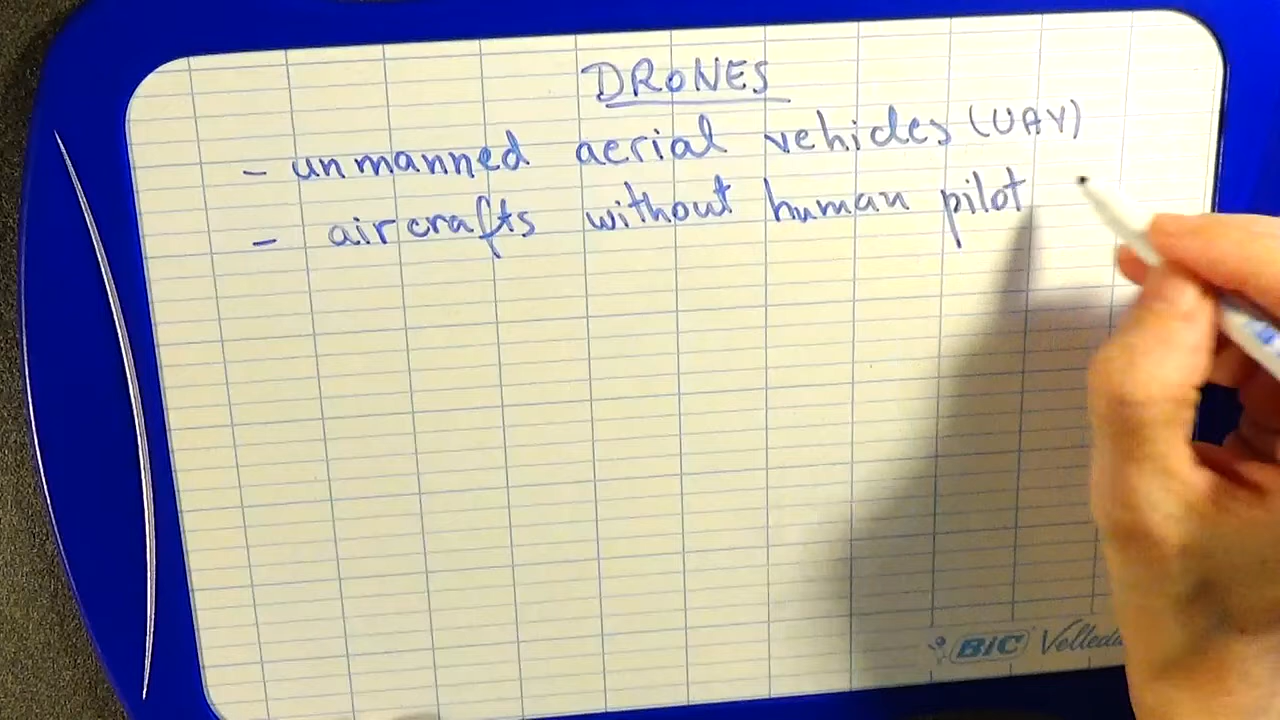 DRONES
- unmanned aerial vehicles (UAV)
- aircrafts without human pilot
BIC Velleda